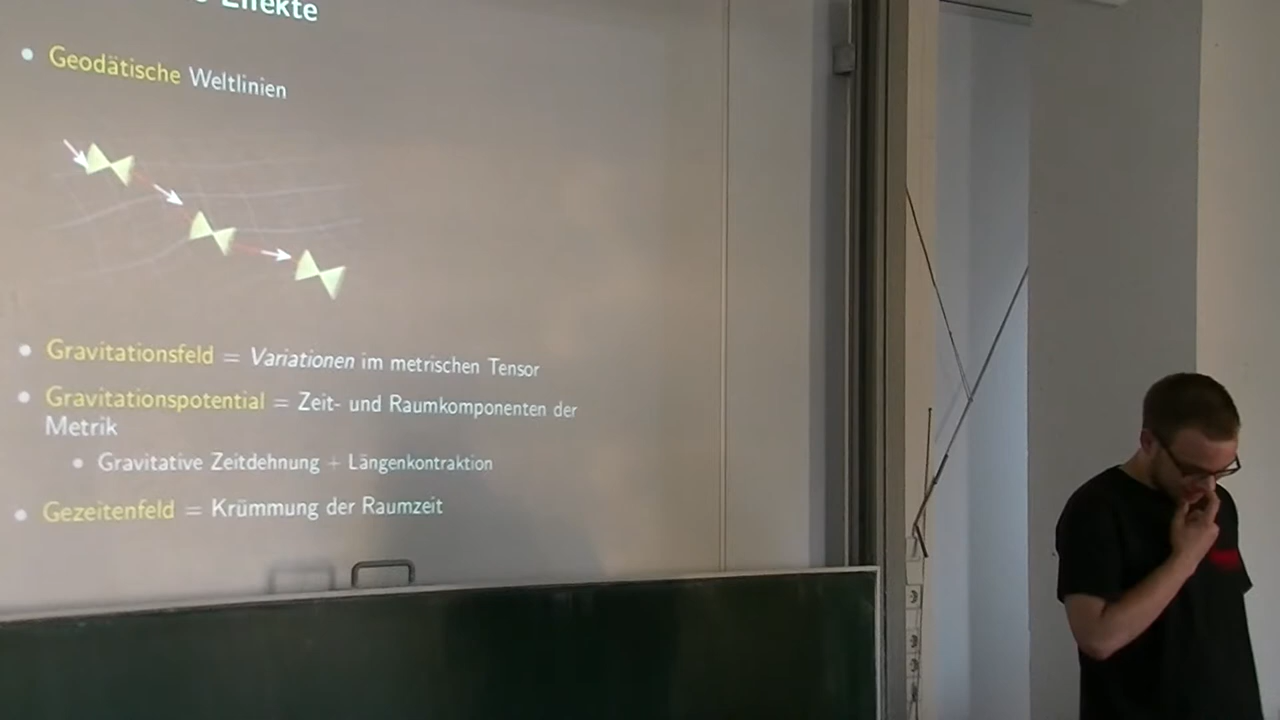 Effekte
Geodätische Weltlinien
Gravitationsfeld = Variationen im metrischen Tensor
Gravitationspotential = Zeit- und Raumkomponenten der
Metrik
Gravitative Zeitdehnung + Längenkontraktion
Gezeitenfeld = Krümmung der Raumzeit